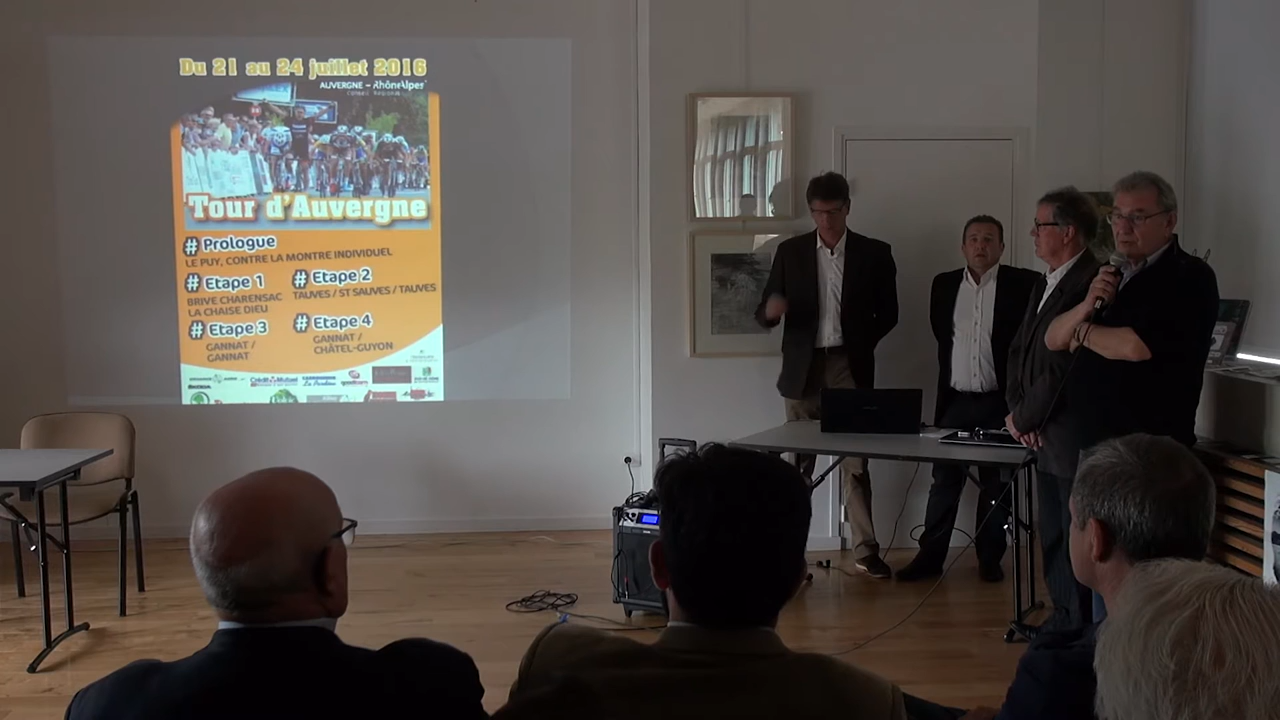 Du 21 au 24 juillet 2016
AUVERGNE – RhôneAlpes
Tour d'Auvergne
# Prologue
LE PUY, CONTRE LA MONTRE INDIVIDUEL
# Etape 1
BRIVE CHARENSAC
LA CHAISE DIEU
# Etape 2
TAUVES / ST SAUVES / TAUVES
# Etape 3
GANNAT /
GANNAT
# Etape 4
GANNAT /
CHÂTEL-GUYON
Crédit Mutuel